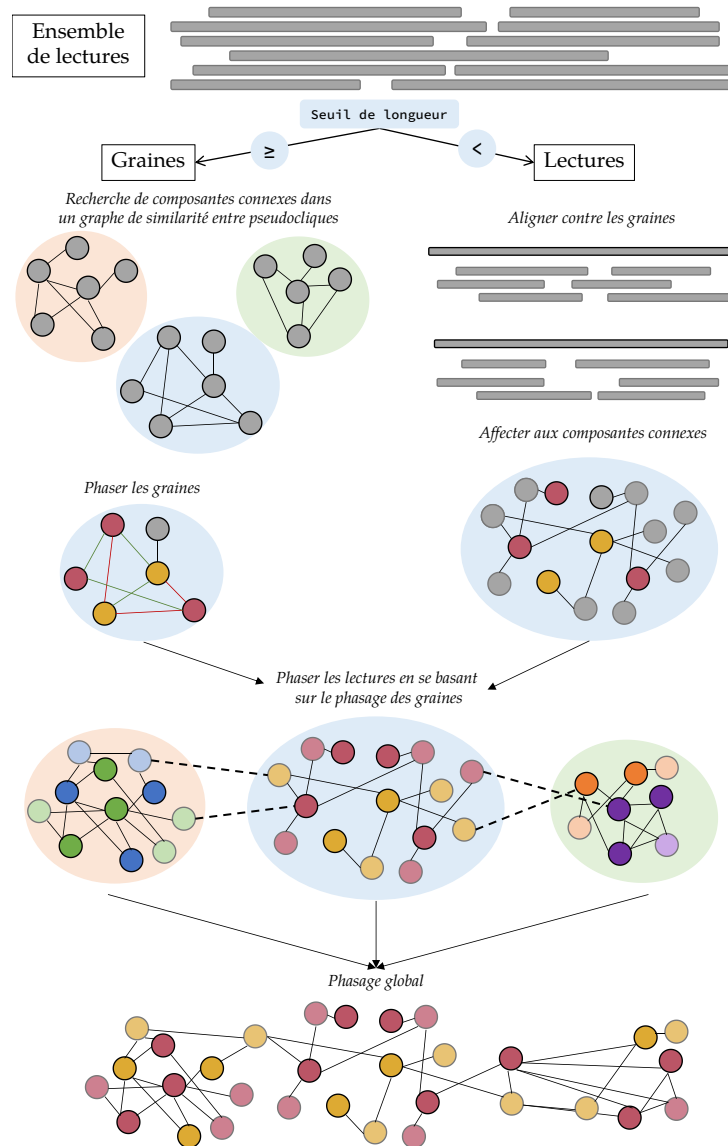 Ensemble
de lectures
Seuil de longueur
Graines
≥
<
Lectures
Recherche de composantes connexes dans
un graphe de similarité entre pseudocliques
Aligner contre les graines
Affecter aux composantes connexes
Phaser les graines
Phaser les lectures en se basant
sur le phasage des graines
Phasage global